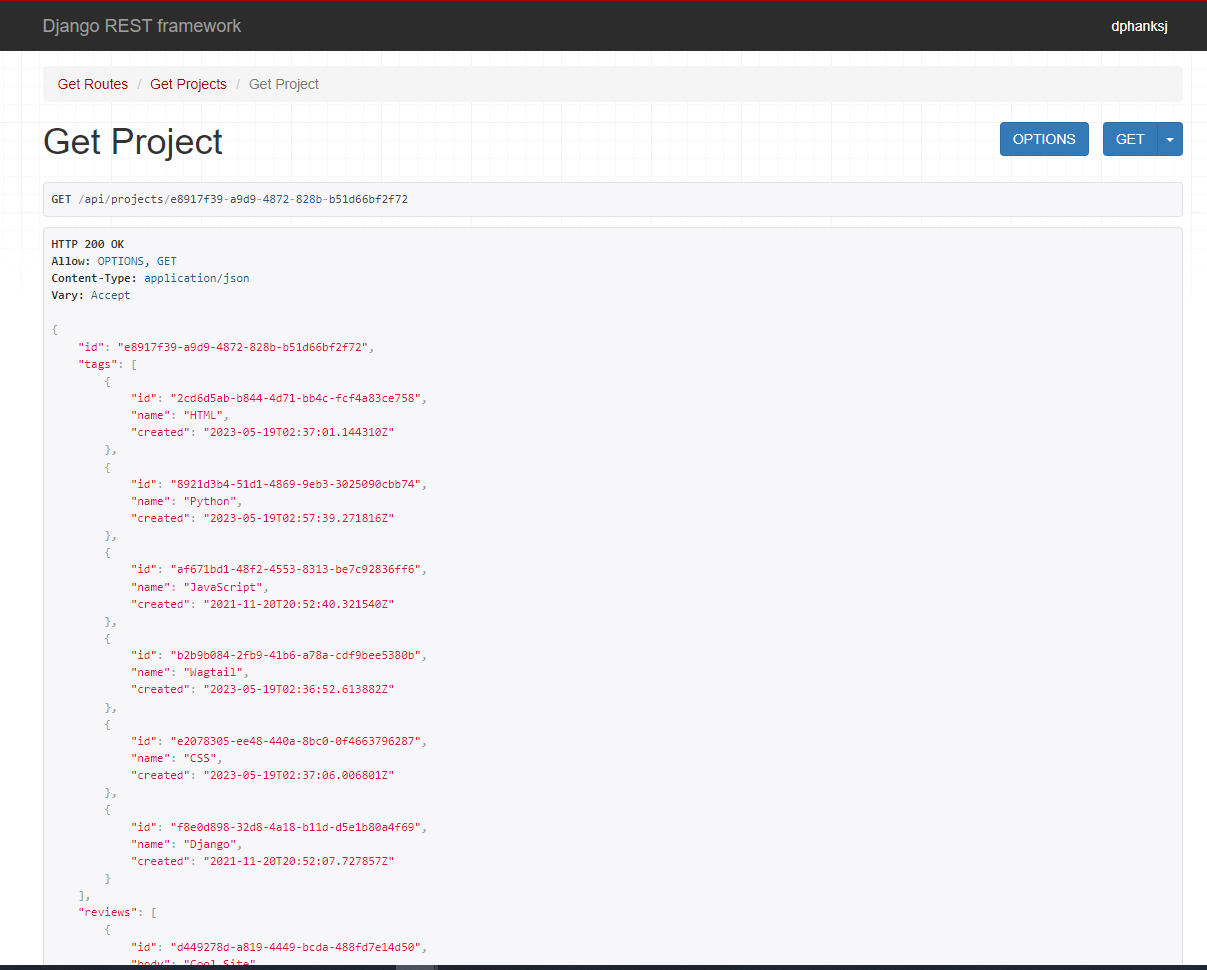 Django REST framework
dphanksj
Get Routes / Get Projects / Get Project
Get Project
OPTIONS
GET
GET /api/projects/e8917f39-a9d9-4872-828b-b51d66bf2f72
HTTP 200 OK
Allow: OPTIONS, GET
Content-Type: application/json
Vary: Accept
{
    "id": "e8917f39-a9d9-4872-828b-b51d66bf2f72",
    "tags": [
        {
            "id": "2cd6d5ab-b844-4d71-bb4c-fcf4a83ce758",
            "name": "HTML",
            "created": "2023-05-19T02:37:01.144310Z"
        },
        {
            "id": "8921d3b4-51d1-4869-9eb3-3025090cbb74",
            "name": "Python",
            "created": "2023-05-19T02:57:39.271816Z"
        },
        {
            "id": "af671bd1-48f2-4553-8313-be7c92836ff6",
            "name": "JavaScript",
            "created": "2021-11-20T20:52:40.321540Z"
        },
        {
            "id": "b2b9b084-2fb9-41b6-a78a-cdf9bee5380b",
            "name": "Wagtail",
            "created": "2023-05-19T02:36:52.613882Z"
        },
        {
            "id": "e2078305-ee48-440a-8bc0-0f4663796287",
            "name": "CSS",
            "created": "2023-05-19T02:37:06.006801Z"
        },
        {
            "id": "f8e0d898-32d8-4a18-b11d-d5e1b80a4f69",
            "name": "Django",
            "created": "2021-11-20T20:52:07.727857Z"
        }
    ],
    "reviews": [
        {
            "id": "d449278d-a819-4449-bcda-488fd7e14d50",
            "body": "Cool Site"